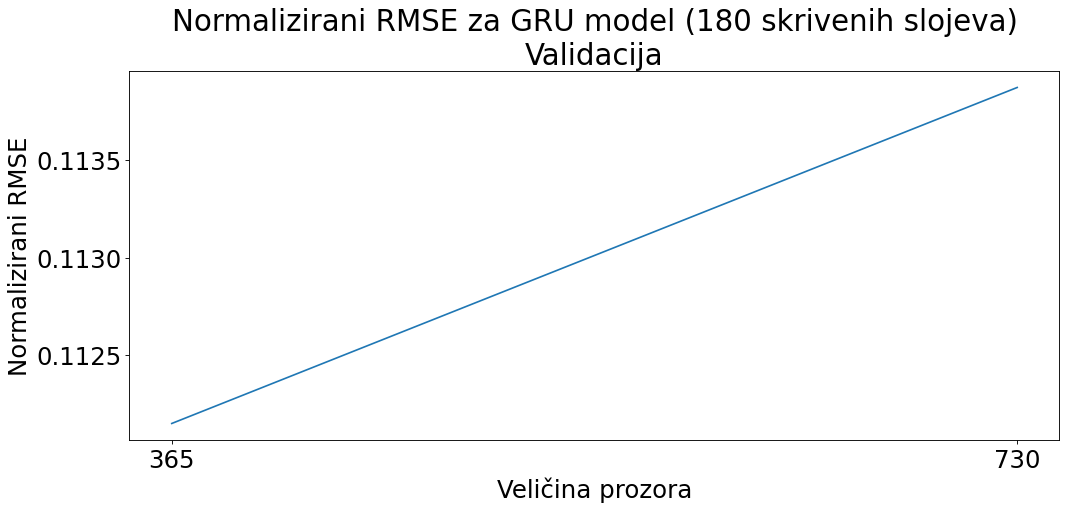 Normalizirani RMSE za GRU model (180 skrivenih slojeva)
Validacija
Normalizirani RMSE
0.1135
0.1130
0.1125
365
730
Veličina prozora